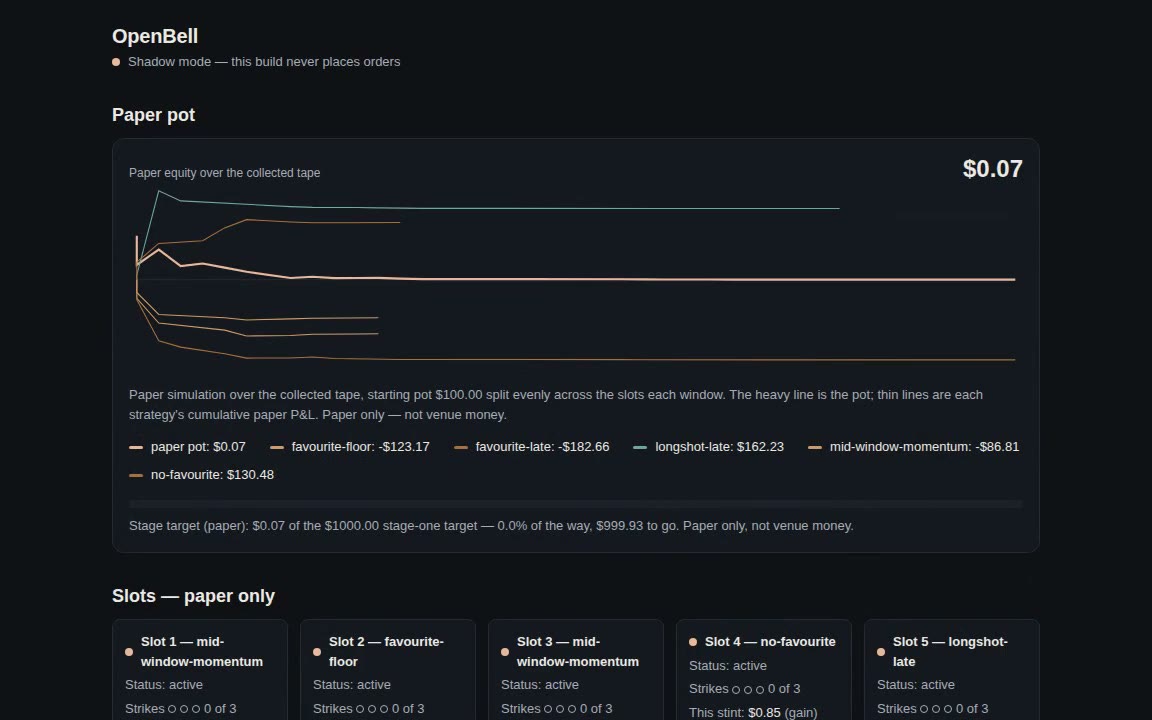 OpenBell
Shadow mode — this build never places orders
Paper pot
Paper equity over the collected tape
$0.07
Paper simulation over the collected tape, starting pot $100.00 split evenly across the slots each window. The heavy line is the pot; thin lines are each
strategy's cumulative paper P&L. Paper only — not venue money.
paper pot: $0.07 favourite-floor: -$123.17 favourite-late: -$182.66 longshot-late: $162.23 mid-window-momentum: -$86.81
no-favourite: $130.48
Stage target (paper): $0.07 of the $1000.00 stage-one target — 0.0% of the way, $999.93 to go. Paper only, not venue money.
Slots — paper only
Slot 1 — mid-
window-momentum
Status: active
Strikes 0 of 3
Slot 2 — favourite-
floor
Status: active
Strikes 0 of 3
Slot 3 — mid-
window-momentum
Status: active
Strikes 0 of 3
Slot 4 — no-favourite
Status: active
Strikes 0 of 3
This stint: $0.85 (gain)
Slot 5 — longshot-
late
Status: active
Strikes 0 of 3